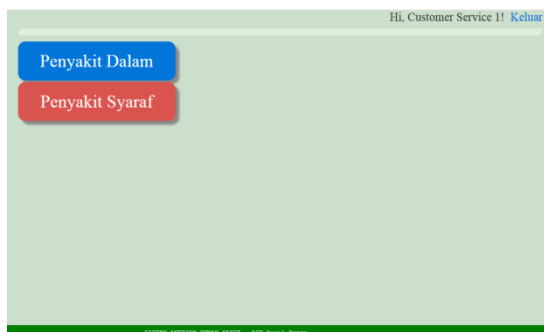 Hi, Customer Service 1! Keluar
Penyakit Dalam
Penyakit Syaraf